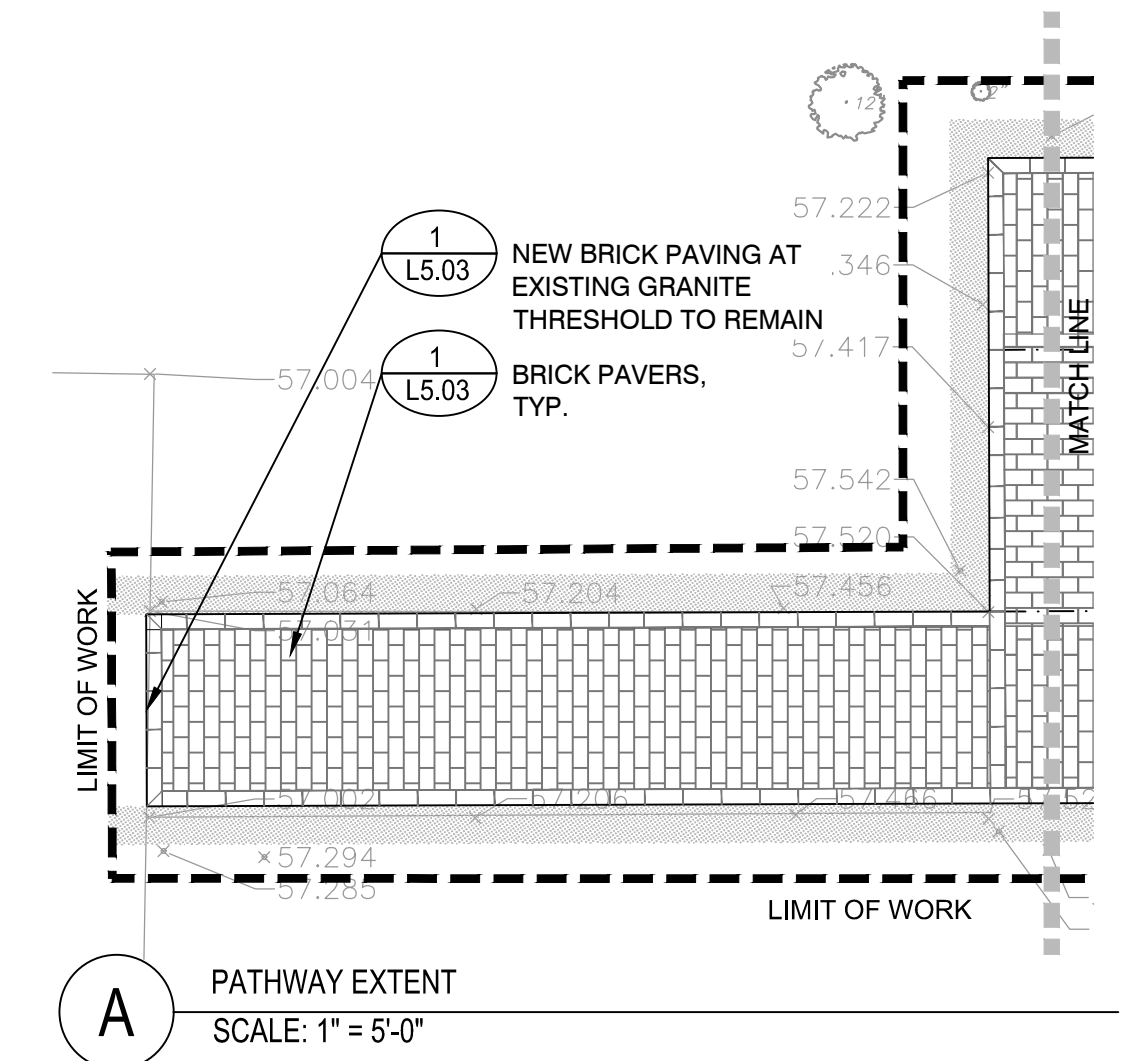 12"
2"
57.222
1
L5.03
NEW BRICK PAVING AT
EXISTING GRANITE
THRESHOLD TO REMAIN
.346
57.417
MATCH LINE
1
L5.03
BRICK PAVERS,
TYP.
57.004
57.542
57.520
57.064
57.204
57.456
57.031
LIMIT OF WORK
57.002
57.206
57.466
57.294
57.285
LIMIT OF WORK
A
PATHWAY EXTENT
SCALE: 1" = 5'-0"